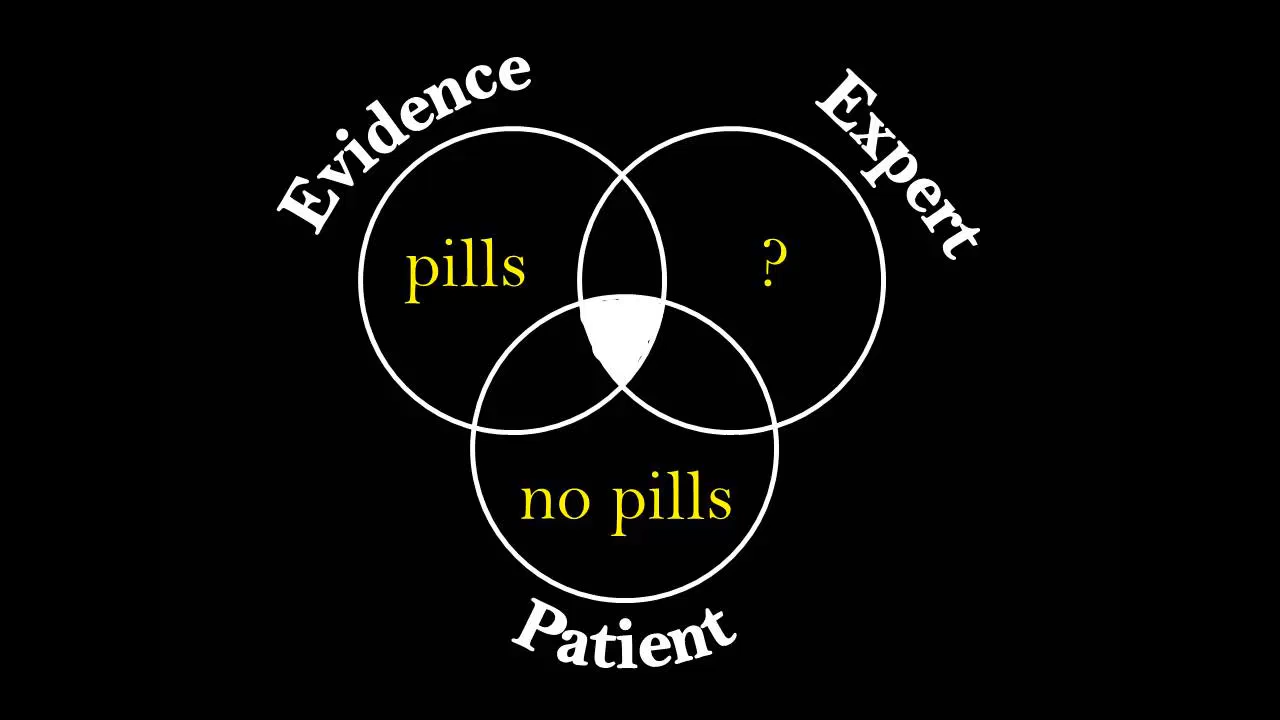 Evidence
Expert
pills
?
no pills
Patient